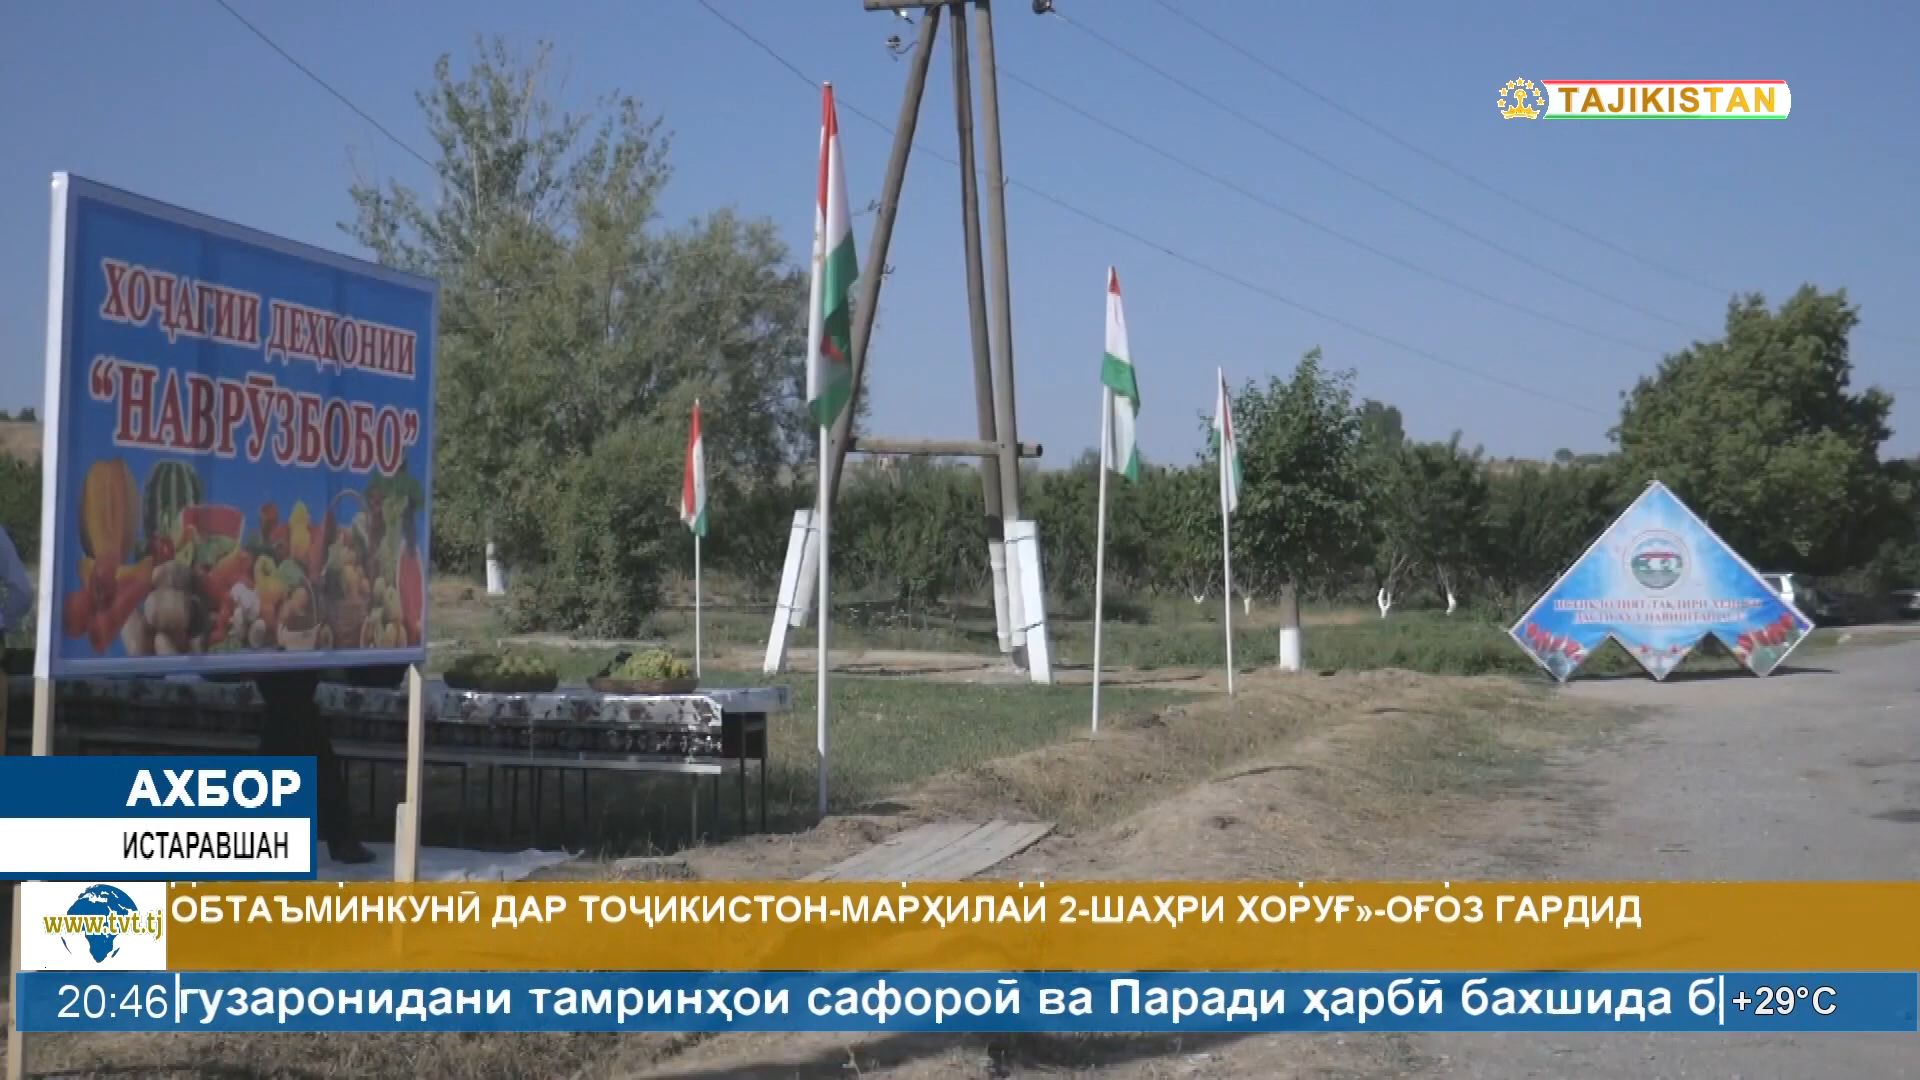 TAJIKISTAN
ХОҶАГИИ ДЕҲҚОНИИ
“НАВРӮЗБОБО”
АХБОР
ИСТАРАВШАН
www.tvt.tj
ОБТАЪМИНКУНӢ ДАР ТОҶИКИСТОН-МАРҲИЛАИ 2-ШАҲРИ ХОРУҒ»-ОҒОЗ ГАРДИД
20:46
гузаронидани тамринҳои сафороӣ ва Паради ҳарбӣ бахшида б
+29°C